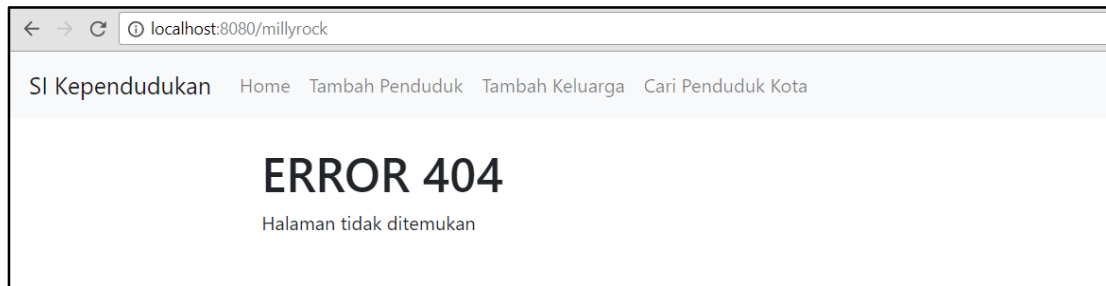 localhost:8080/millyrock
SI Kependudukan Home Tambah Penduduk Tambah Keluarga Cari Penduduk Kota
ERROR 404
Halaman tidak ditemukan